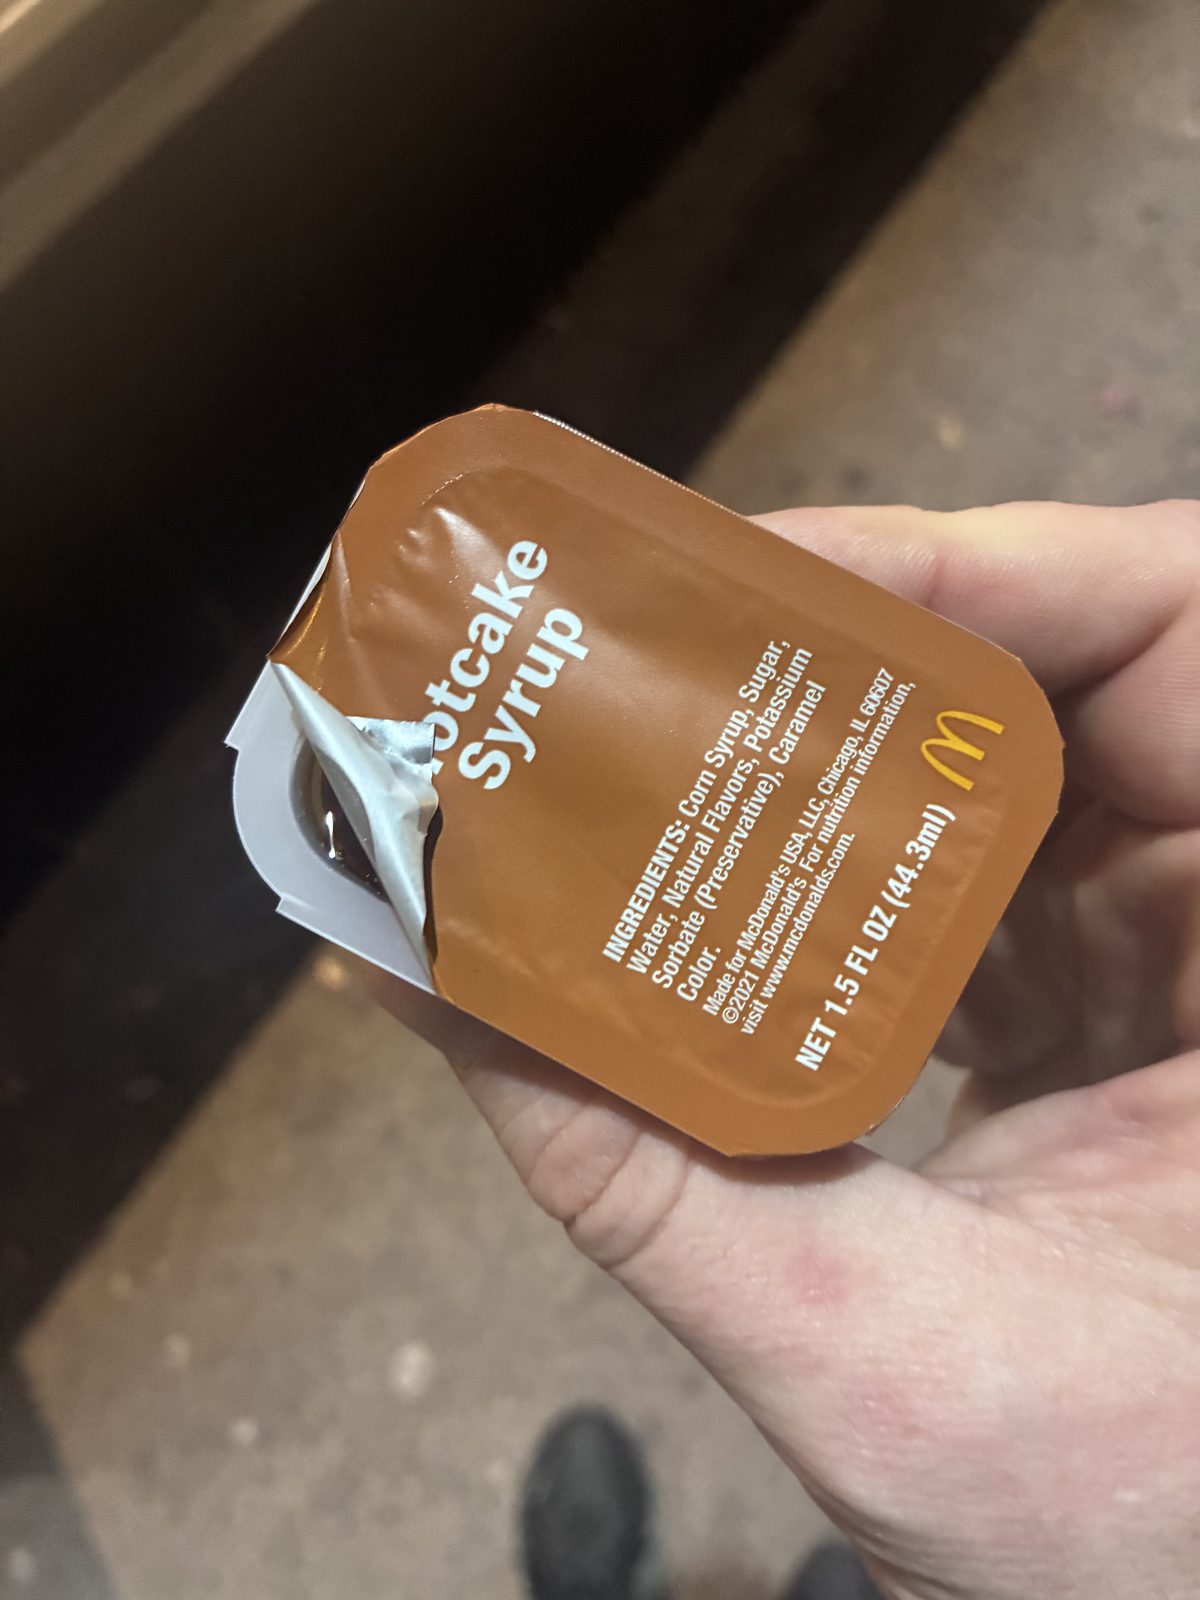 otcake
Syrup
INGREDIENTS: Corn Syrup, Sugar,
Water, Natural Flavors, Potassium
Sorbate (Preservative), Caramel
Color.
Made for McDonald's USA, LLC, Chicago, IL 60607
©2021 McDonald's For nutrition information,
visit www.mcdonalds.com.
NET 1.5 FL OZ (44.3ml)